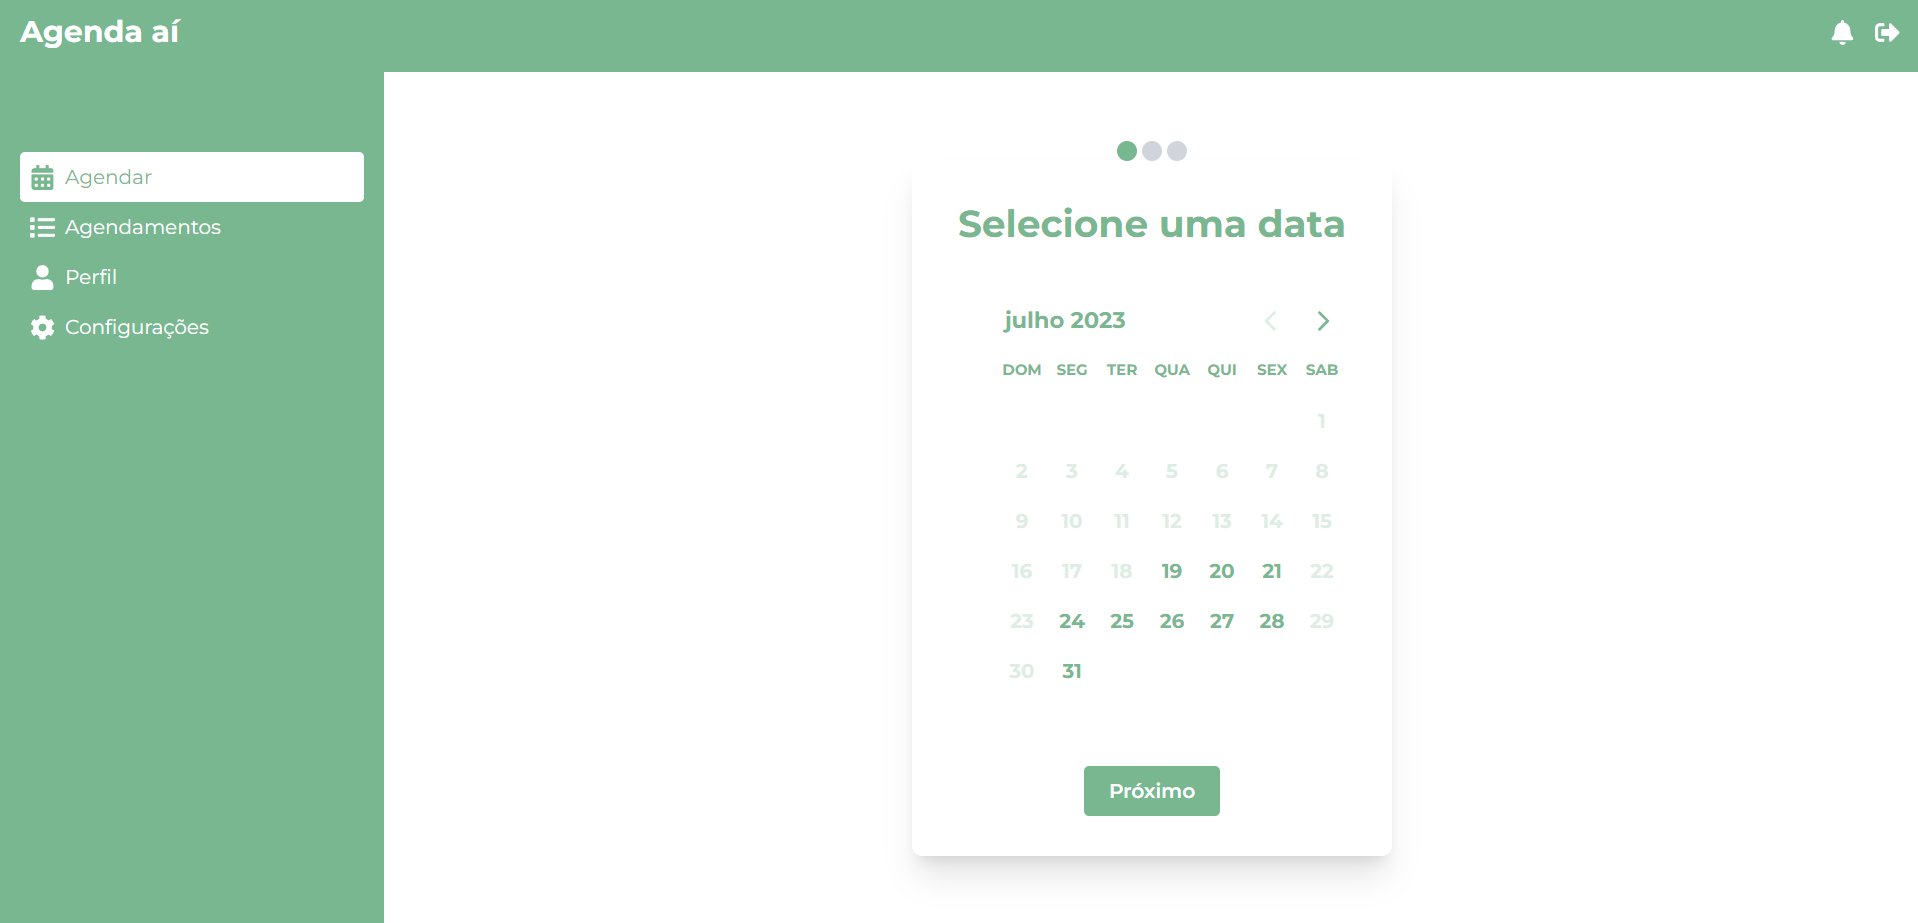 Agenda aí
Agendar
Agendamentos
Perfil
Configurações
Selecione uma data
julho 2023
DOM SEG TER QUA QUI SEX SAB
1
2 3 4 5 6 7 8
9 10 11 12 13 14 15
16 17 18 19 20 21 22
23 24 25 26 27 28 29
30 31
Próximo